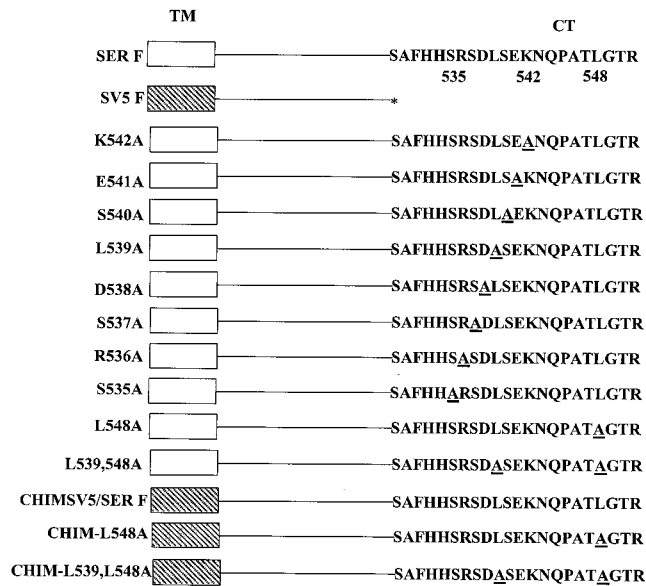 TM CT
SER F SAFHHSRSDLSEKNQPATLGTR
535 542 548
SV5 F *
K542A SAFHHSRSDLSEANQPATLGTR
E541A SAFHHSRSDLSAKNQPATLGTR
S540A SAFHHSRSDLAEKNQPATLGTR
L539A SAFHHSRSDASEKNQPATLGTR
D538A SAFHHSRSALSEKNQPATLGTR
S537A SAFHHSRADLSEKNQPATLGTR
R536A SAFHHSASDLSEKNQPATLGTR
S535A SAFHHARSDLSEKNQPATLGTR
L548A SAFHHSRSDLSEKNQPATAGTR
L539,548A SAFHHSRSDASEKNQPATAGTR
CHIMSV5/SER F SAFHHSRSDLSEKNQPATLGTR
CHIM-L548A SAFHHSRSDLSEKNQPATAGTR
CHIM-L539,L548A SAFHHSRSDASEKNQPATAGTR